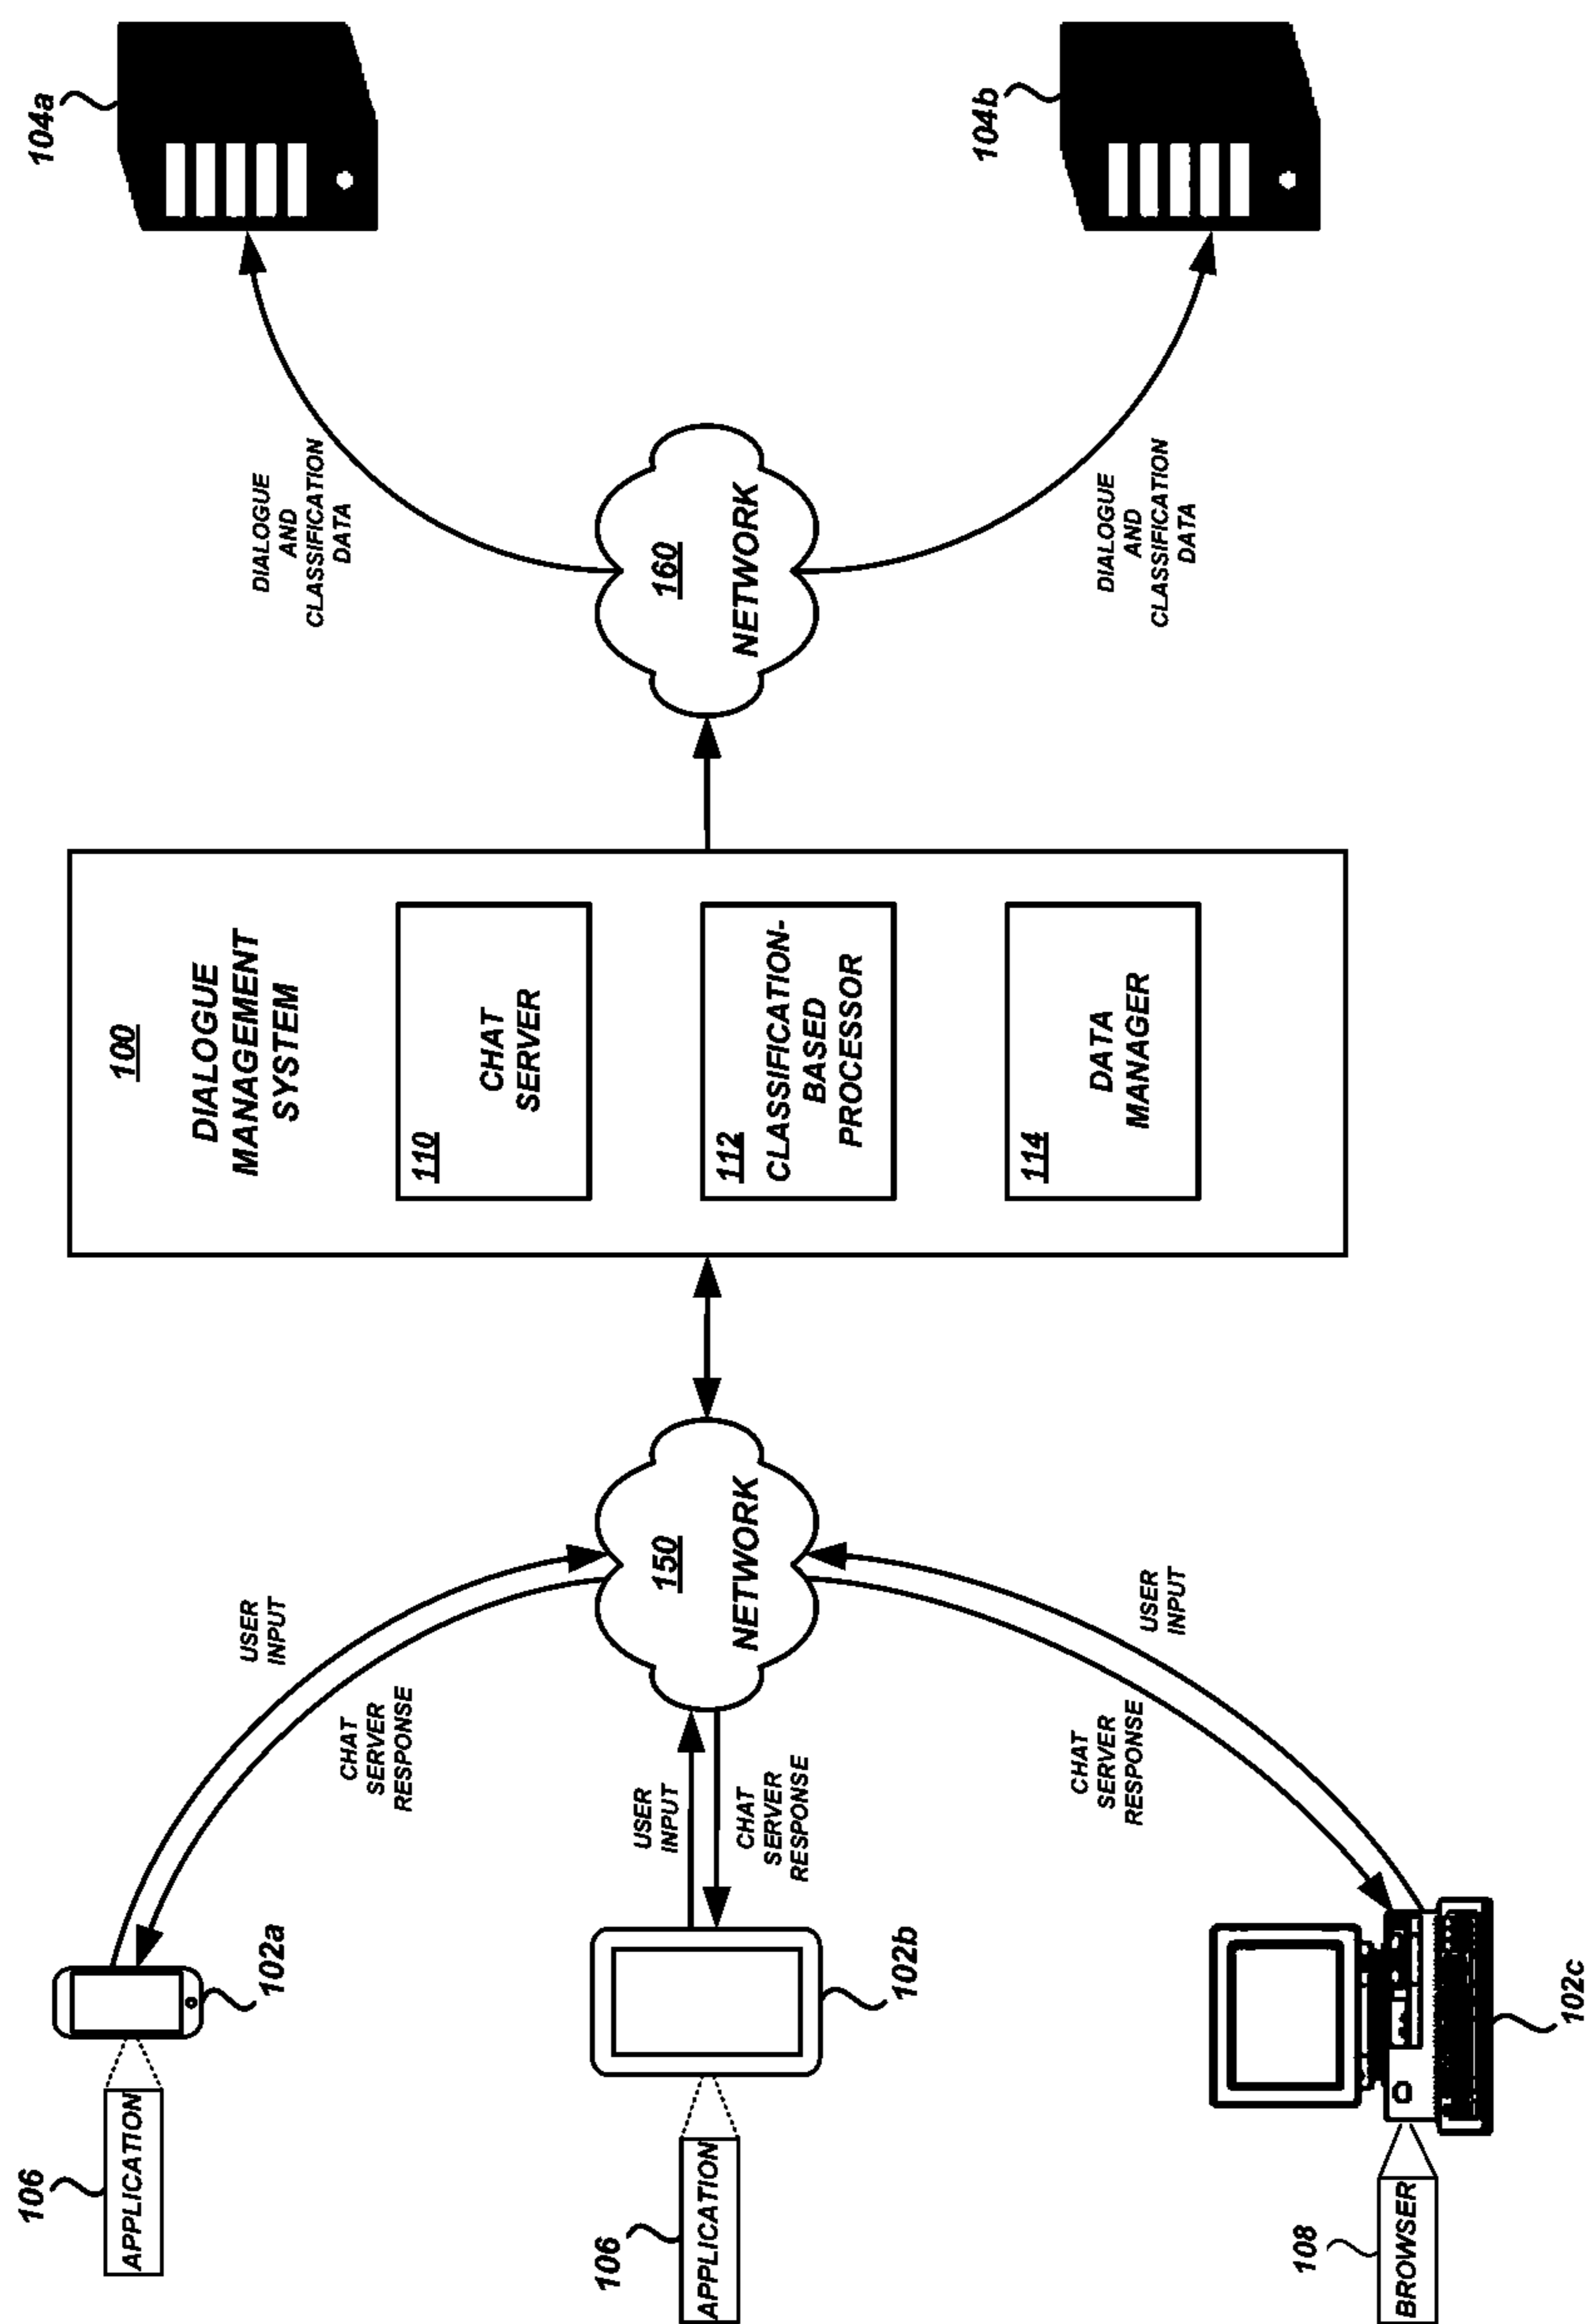 106
APPLICATION
102a
USER
INPUT
CHAT
SERVER
RESPONSE
106
APPLICATION
102b
USER
INPUT
CHAT
SERVER
RESPONSE
108
BROWSER
102c
USER
INPUT
CHAT
SERVER
RESPONSE
150
NETWORK
100
DIALOGUE
MANAGEMENT
SYSTEM
110
CHAT
SERVER
112
CLASSIFICATION-
BASED
PROCESSOR
114
DATA
MANAGER
160
NETWORK
DIALOGUE
AND
CLASSIFICATION
DATA
104a
DIALOGUE
AND
CLASSIFICATION
DATA
104b